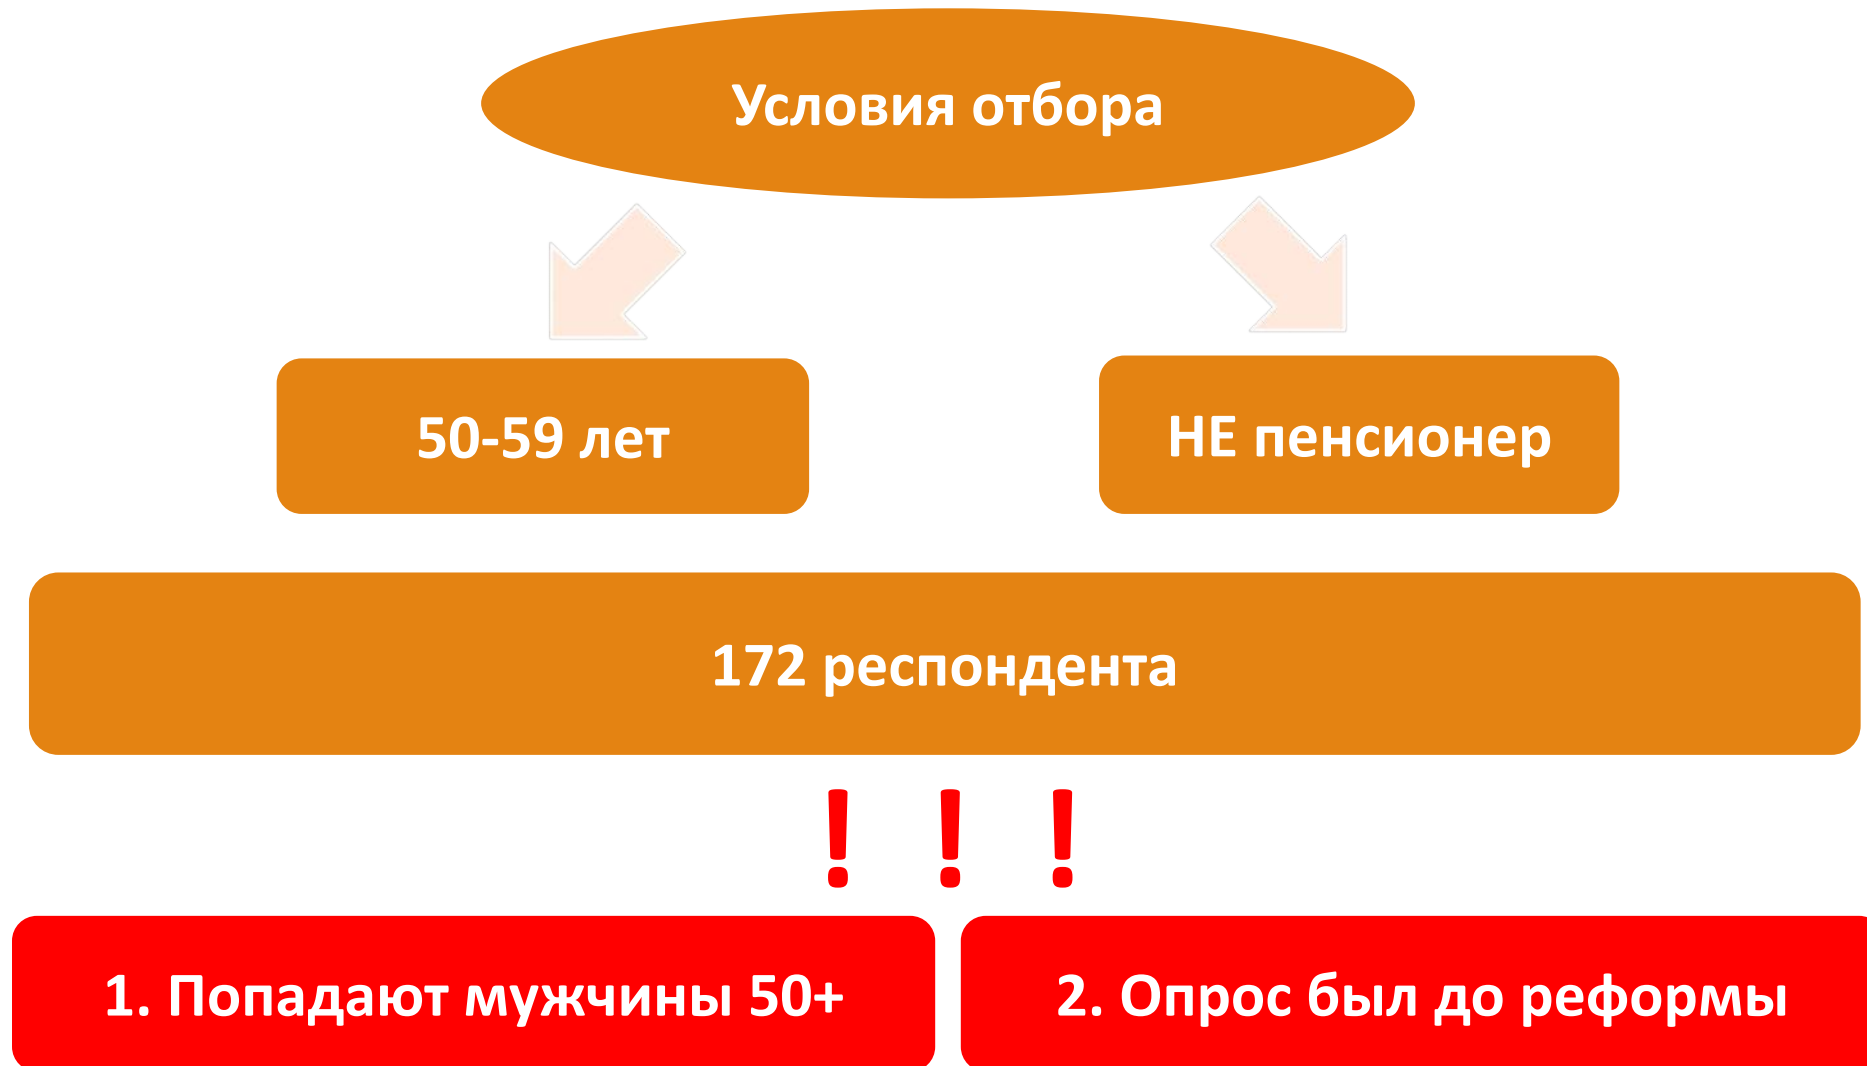 Условия отбора
50-59 лет
НЕ пенсионер
172 респондента
! ! !
1. Попадают мужчины 50+
2. Опрос был до реформы